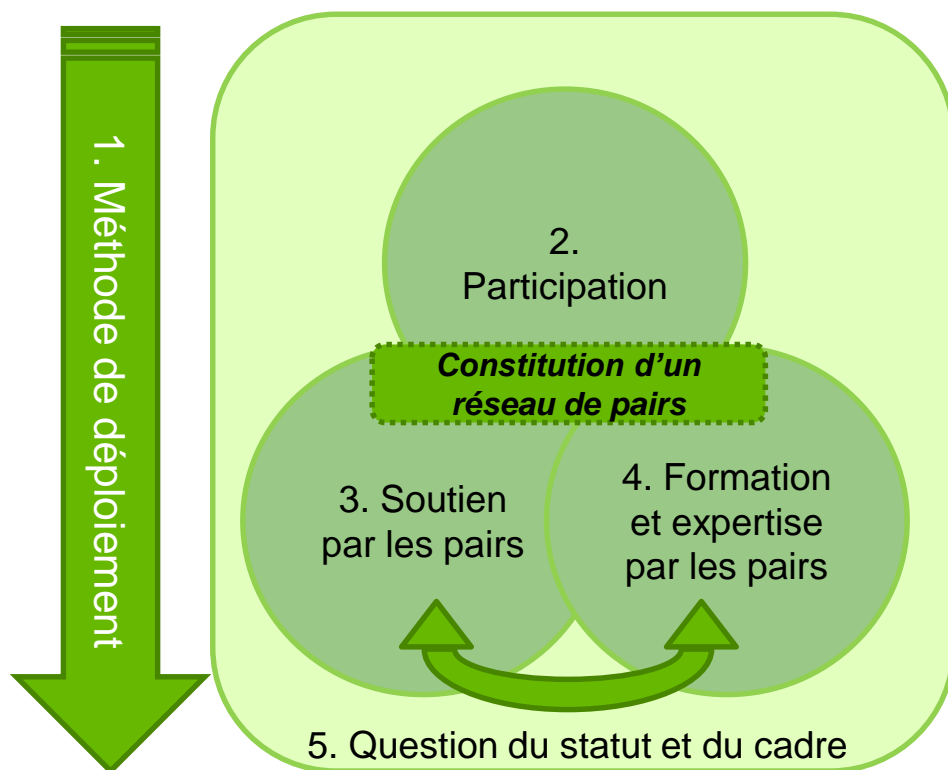 1. Méthode de déploiement
2.
Participation
Constitution d’un
réseau de pairs
3. Soutien
par les pairs
4. Formation
et expertise
par les pairs
5. Question du statut et du cadre